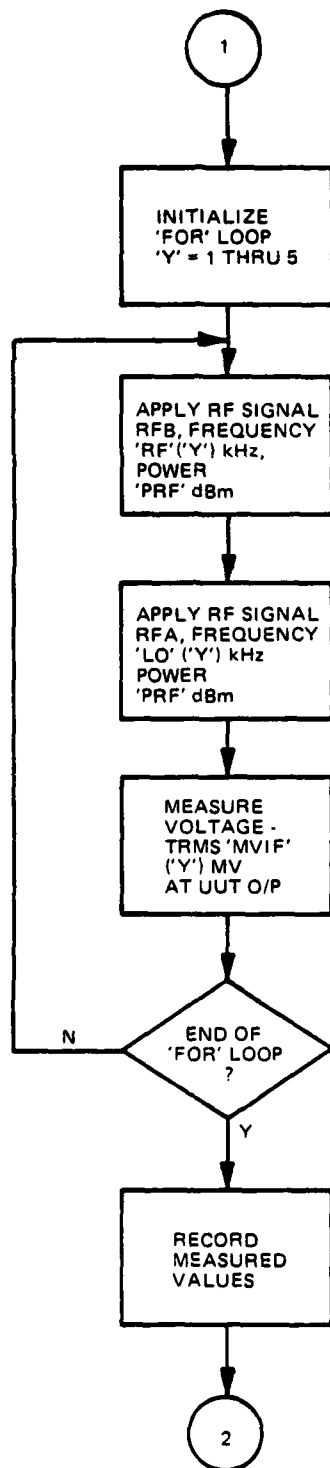 1
INITIALIZE
'FOR' LOOP
'Y' = 1 THRU 5
APPLY RF SIGNAL
RFB, FREQUENCY
'RF' ('Y') kHz,
POWER
'PRF' dBm
APPLY RF SIGNAL
RFA, FREQUENCY
'LO' ('Y') kHz
POWER
'PRF' dBm
MEASURE
VOLTAGE -
TRMS 'MVIF'
('Y') MV
AT UUT O/P
END OF
'FOR' LOOP
?
N
Y
RECORD
MEASURED
VALUES
2